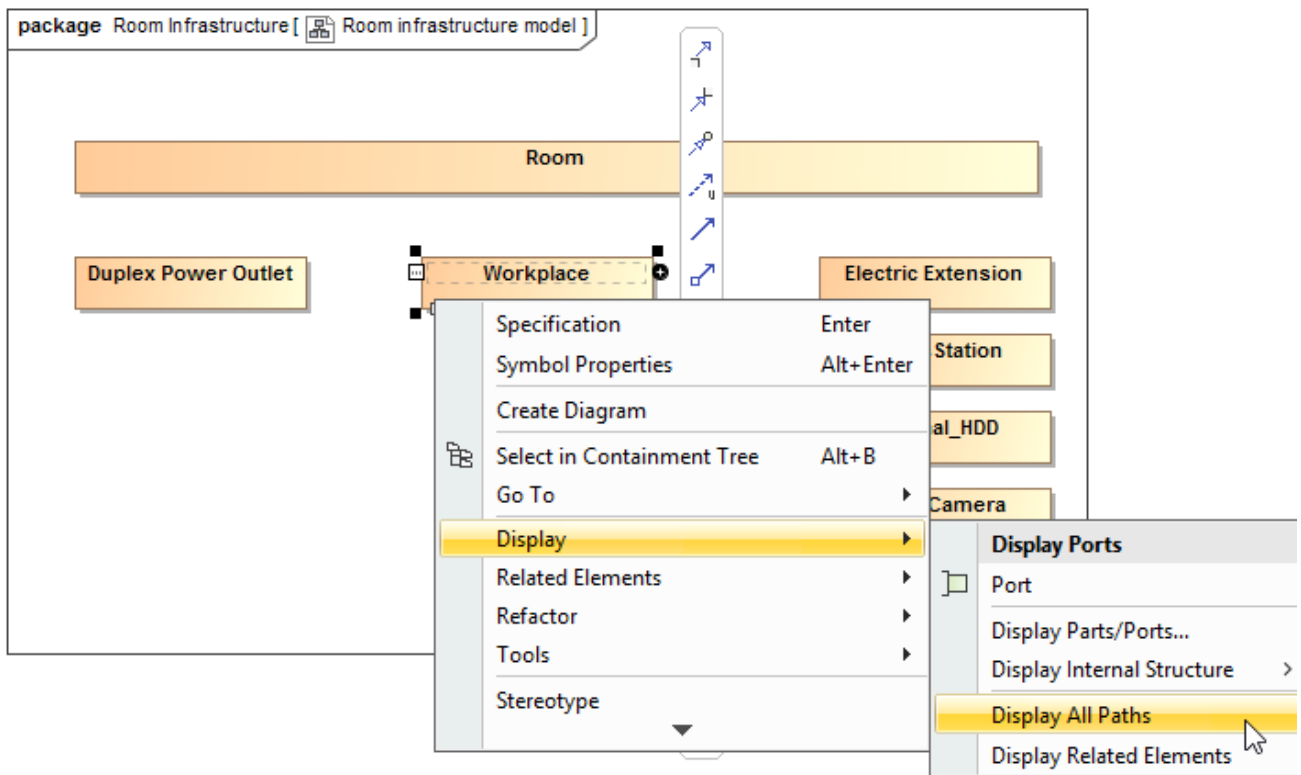 package Room Infrastructure [ Room infrastructure model ]
Room
Duplex Power Outlet
Workplace
Electric Extension
Station
al_HDD
Camera
u
Specification Enter
Symbol Properties Alt+Enter
Create Diagram
Select in Containment Tree Alt+B
Go To
Display
Related Elements
Refactor
Tools
Stereotype
Display Ports
Port
Display Parts/Ports...
Display Internal Structure
Display All Paths
Display Related Elements